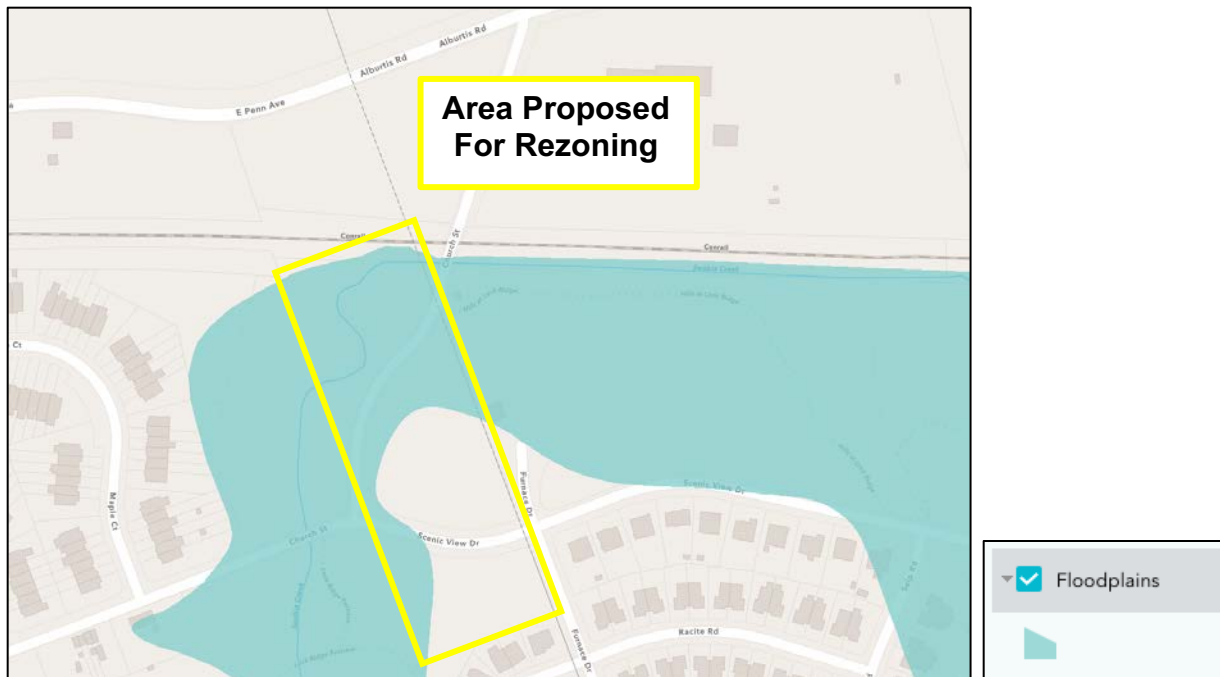 Alburtis Rd
Alburtis Rd
E Penn Ave
Area Proposed
For Rezoning
Church St
Conrail
Conrail
Ct
Maple Ct
Church St
Furnace Dr
Scenic View Dr
Scenic View Dr
Racite Rd
Furnace Dr
Floodplains